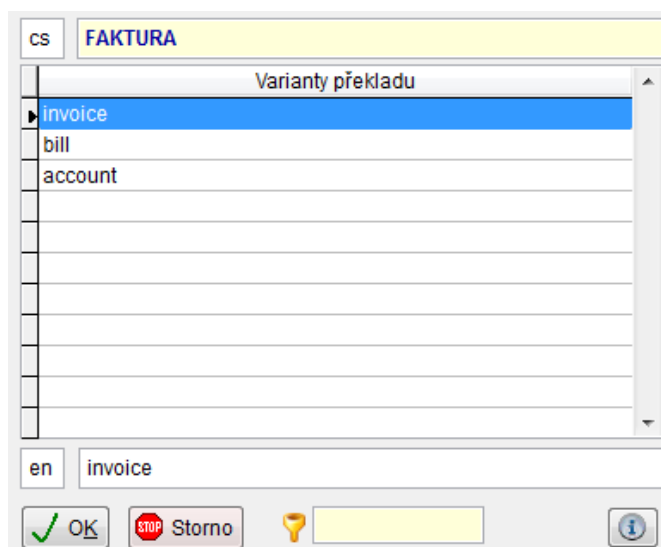 cs FAKTURA
Varianty překladu
invoice
bill
account
en invoice
OK STOP Storno